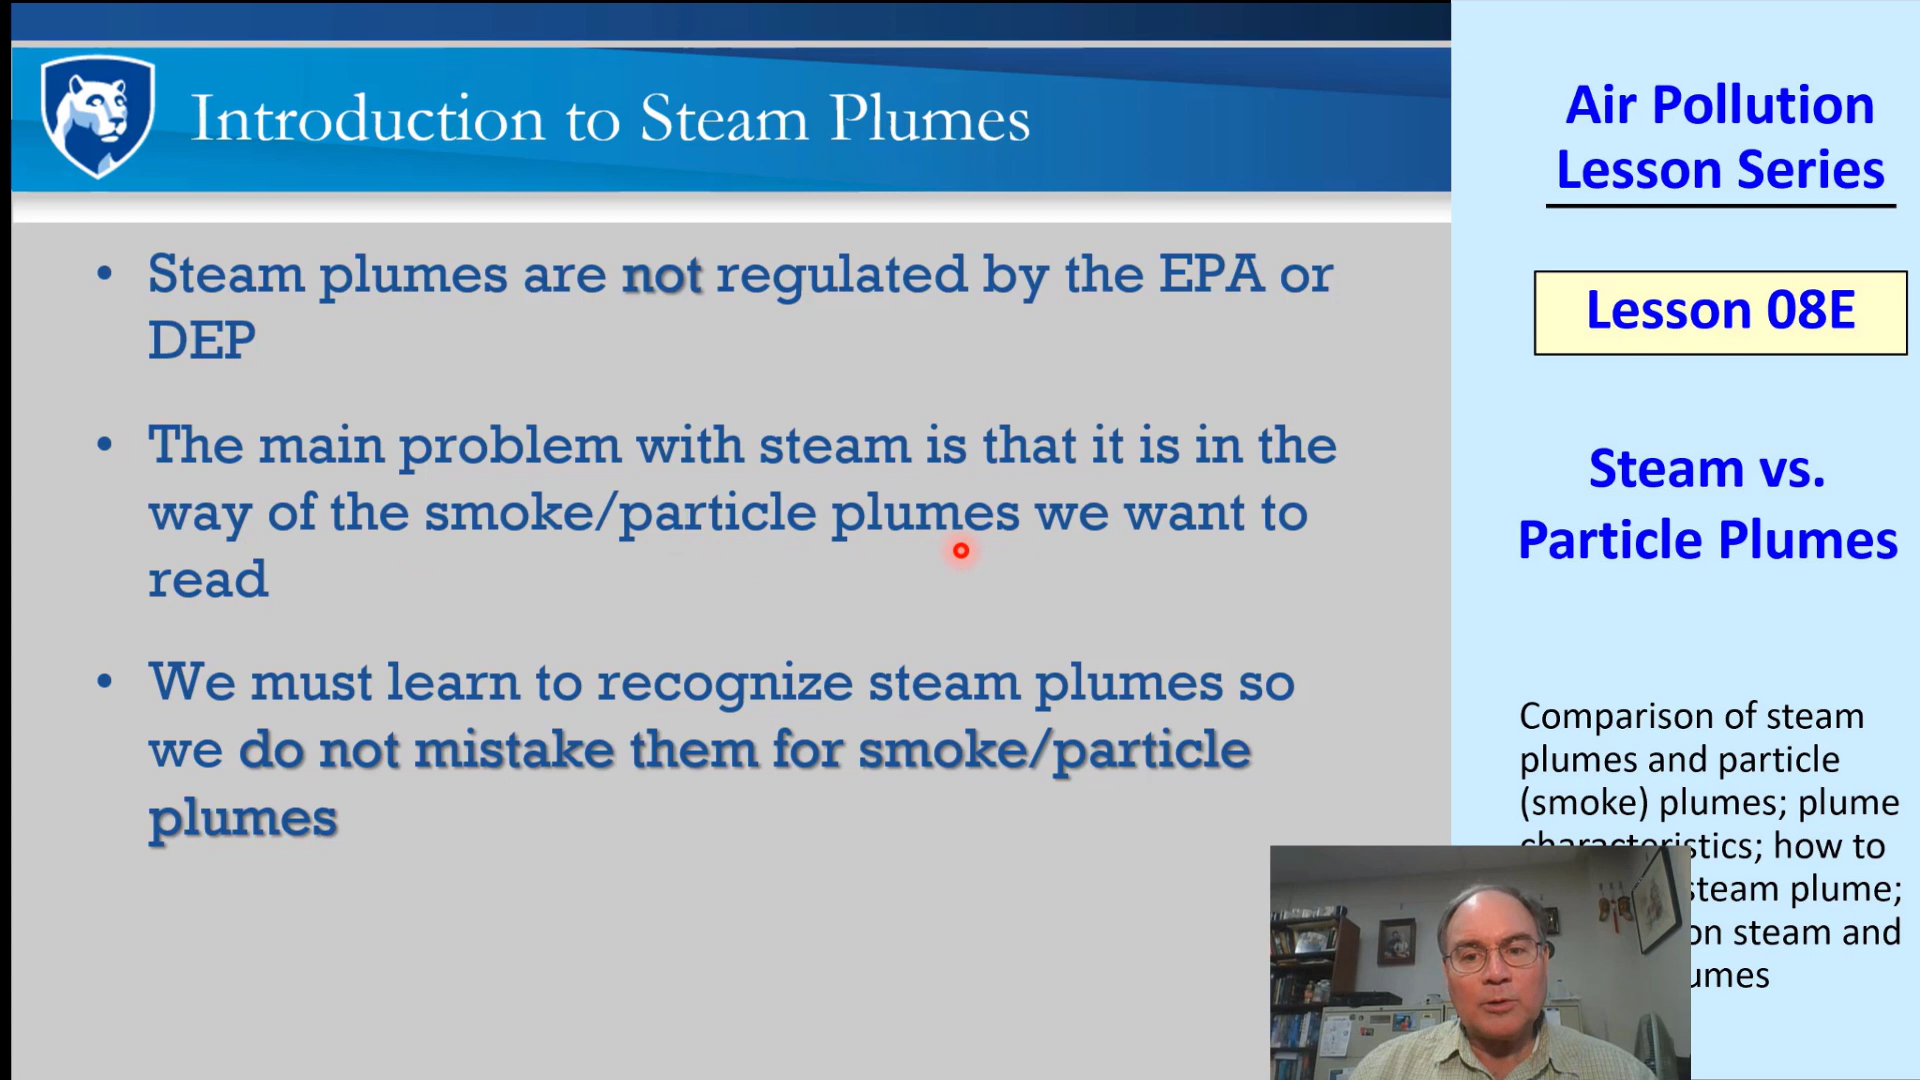 Introduction to Steam Plumes
• Steam plumes are not regulated by the EPA or
DEP
• The main problem with steam is that it is in the
way of the smoke/particle plumes we want to
read
• We must learn to recognize steam plumes so
we do not mistake them for smoke/particle
plumes
Air Pollution
Lesson Series
Lesson 08E
Steam vs.
Particle Plumes
Comparison of steam
plumes and particle
(smoke) plumes; plume
characteristics; how to
steam plume;
on steam and